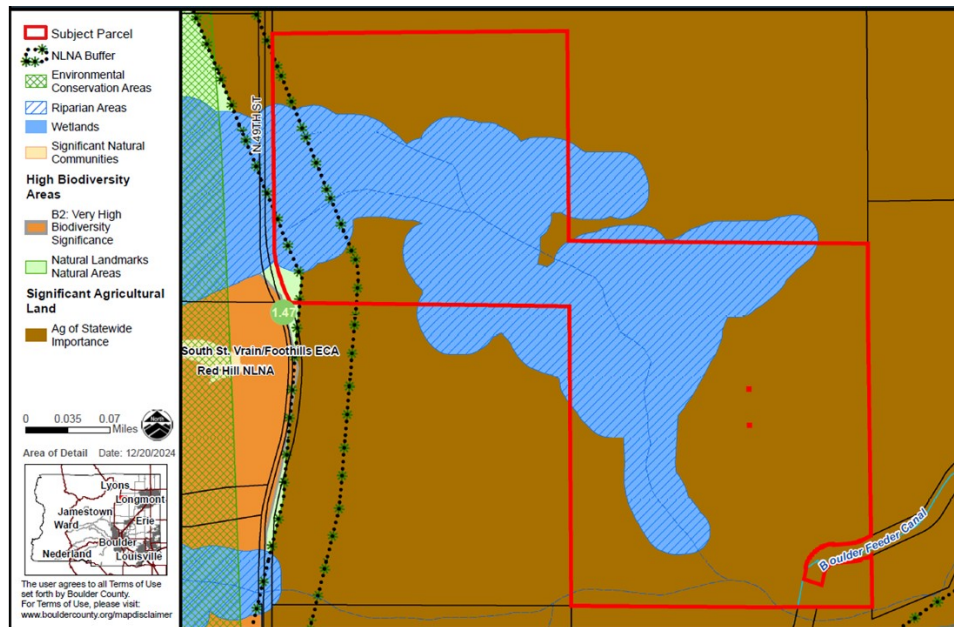 Subject Parcel
NLNA Buffer
Environmental
Conservation Areas
Riparian Areas
Wetlands
Significant Natural
Communities
High Biodiversity
Areas
B2: Very High
Biodiversity
Significance
Natural Landmarks
Natural Areas
Significant Agricultural
Land
Ag of Statewide
Importance
0 0.035 0.07
Miles
Area of Detail Date: 12/20/2024
Lyons
Longmont
Jamestown
Ward
Erie
Boulder
Nederland
Louisville
The user agrees to all Terms of Use
set forth by Boulder County.
For Terms of Use, please visit:
www.bouldercounty.org/mapdisclaimer
N 49TH ST
1.47
South St. Vrain/Foothills ECA
Red Hill NLNA
Boulder Feeder Canal